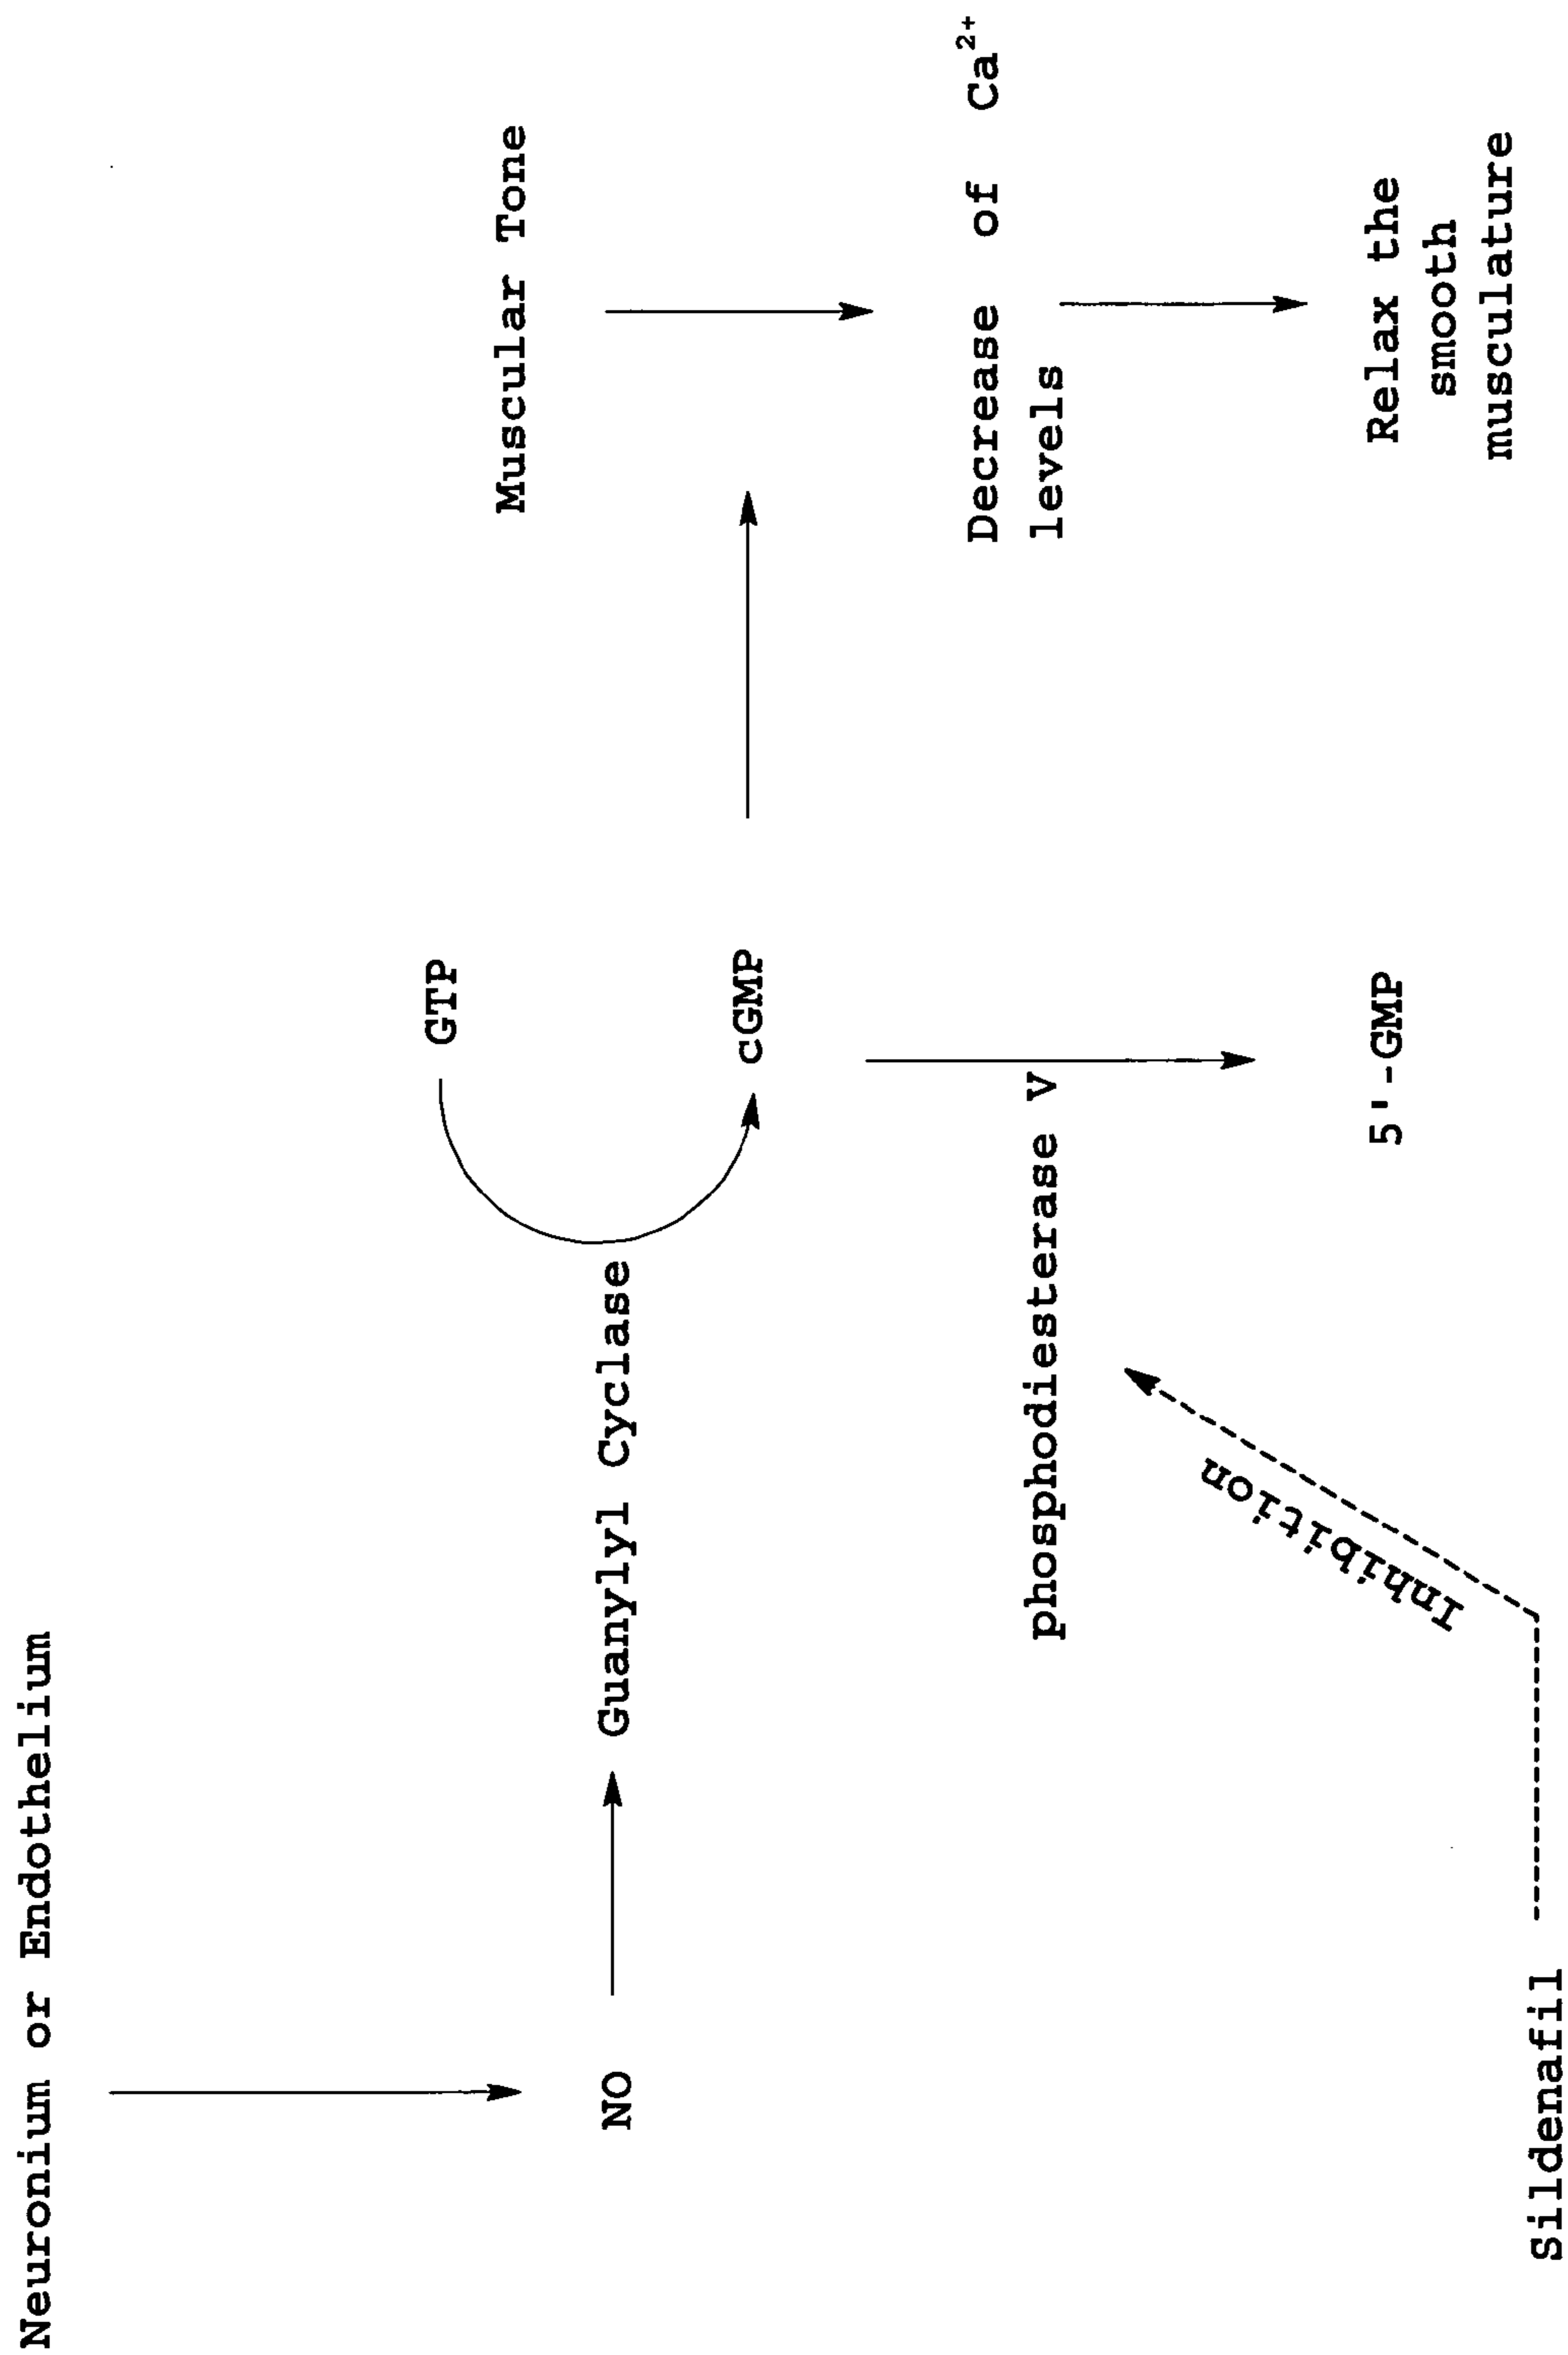 Neuronium or Endothelium
GTP
Muscular Tone
NO
Guanylyl Cyclase
cGMP
Decrease of Ca²⁺
levels
phosphodiesterase V
Inhibition
5'-GMP
Relax the
smooth
musculature
Sildenafil